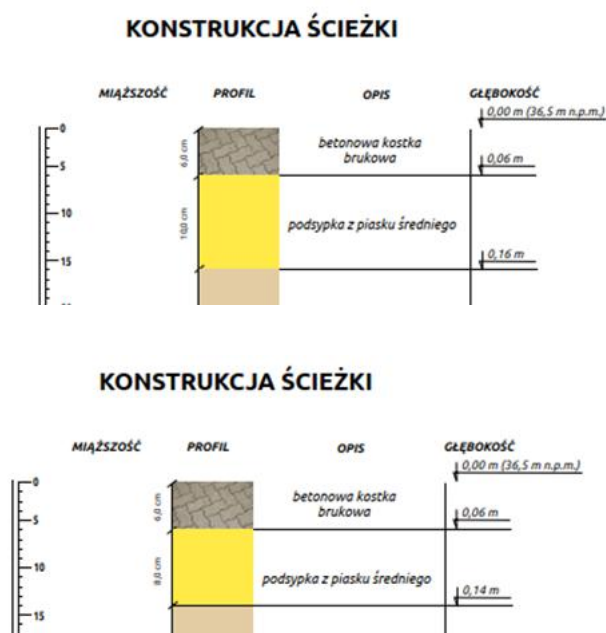 KONSTRUKCJA ŚCIEŻKI
MIĄŻSZOŚĆ PROFIL OPIS GŁĘBOKOŚĆ
0,00 m (36,5 m n.p.m.)
0
6,0 cm
betonowa kostka
brukowa
5
0,06 m
10
10,0 cm
podsypka z piasku średniego
15
0,16 m
KONSTRUKCJA ŚCIEŻKI
MIĄŻSZOŚĆ PROFIL OPIS GŁĘBOKOŚĆ
0,00 m (36,5 m n.p.m.)
0
6,0 cm
betonowa kostka
brukowa
5
0,06 m
10
8,0 cm
podsypka z piasku średniego
0,14 m
15